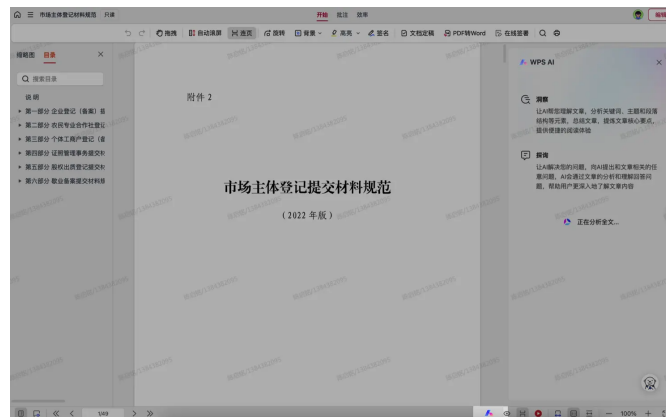 市场主体登记材料规范 只读
开始 批注 效率
拖拽 自动滚屏 连页 旋转 背景 高亮 签名 文档定稿 PDF转Word 在线签署
缩略图 目录
搜索目录
说 明
第一部分 企业登记（备案）技
第二部分 农民专业合作社登记
第三部分 个体工商户登记（备
第四部分 证照管理事务提交材
第五部分 股权出质登记提交材
第六部分 歇业备案提交材料规
附件 2
市场主体登记提交材料规范
（2022 年版）
WPS AI
洞察
让AI帮您理解文章，分析关键词、主题和段落
结构等元素，总结文章，提炼文章核心要点，
提供便捷的阅读体验
探询
让AI解决您的问题，向AI提出和文章相关的任
意问题，AI会通过文章的分析和理解回答问
题，帮助用户更深入地了解文章内容
正在分析全文...
1/49
100%